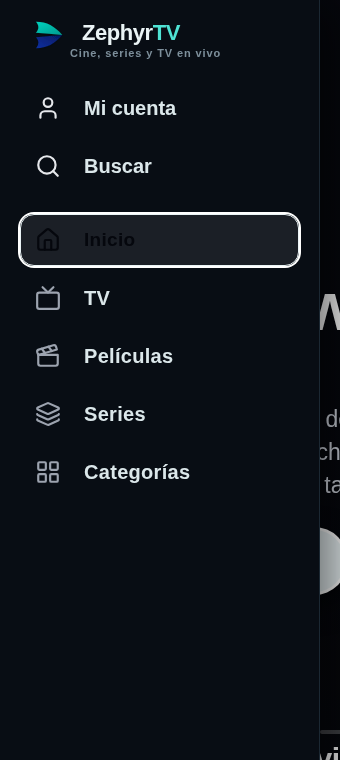 ZephyrTV
Cine, series y TV en vivo
Mi cuenta
Buscar
Inicio
TV
Películas
Series
Categorías